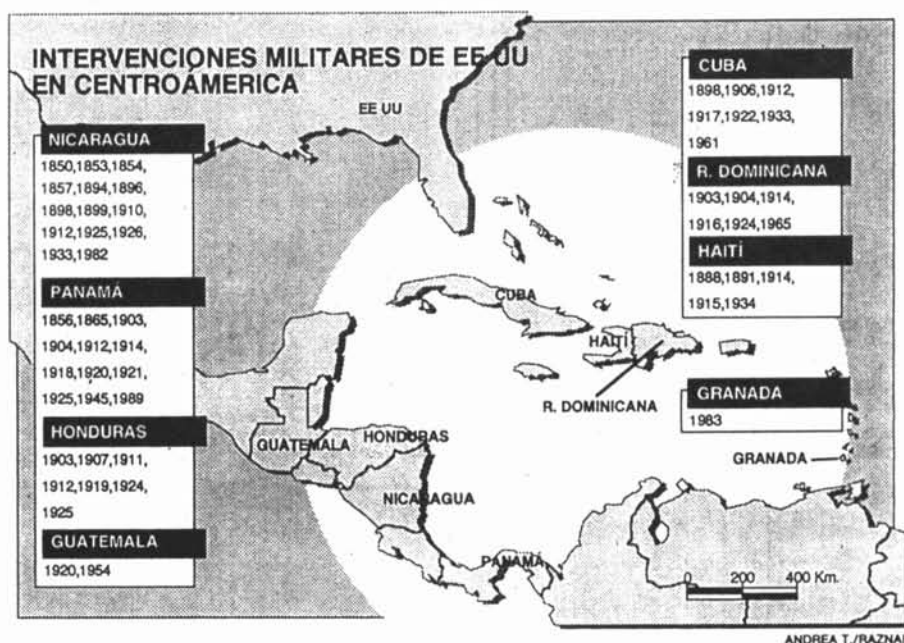 INTERVENCIONES MILITARES DE EE UU
EN CENTROÁMERICA
EE UU
NICARAGUA
1850,1853,1854,
1857,1894,1896,
1898,1899,1910,
1912,1925,1926,
1933,1982
PANAMÁ
1856,1865,1903,
1904,1912,1914,
1918,1920,1921,
1925,1945,1989
HONDURAS
1903,1907,1911,
1912,1919,1924,
1925
GUATEMALA
1920,1954
CUBA
1898,1906,1912,
1917,1922,1933,
1961
R. DOMINICANA
1903,1904,1914,
1916,1924,1965
HAITÍ
1888,1891,1914,
1915,1934
GRANADA
1983
CUBA
HAITÍ
R. DOMINICANA
GUATEMALA
HONDURAS
NICARAGUA
GRANADA
PANAMÁ
0 200 400 Km.
ANDREA T./RAZNA